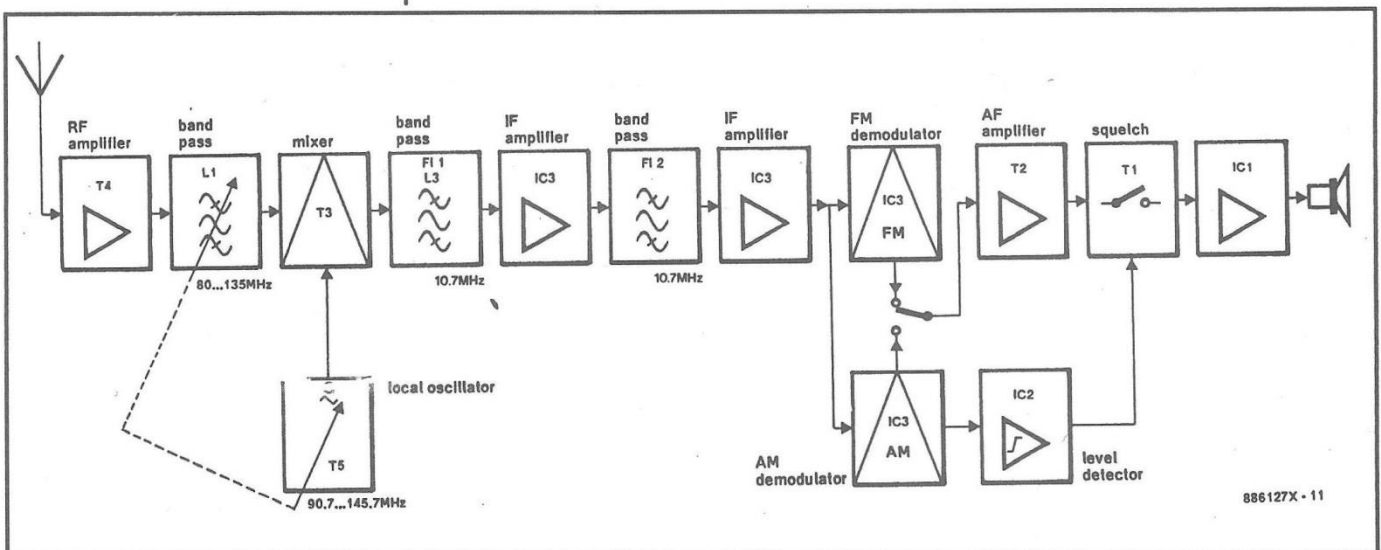 RF
amplifier
T4
band
pass
L1
80...135MHz
mixer
T3
band
pass
FI 1
L3
10.7MHz
IF
amplifier
IC3
band
pass
FI 2
10.7MHz
IF
amplifier
IC3
FM
demodulator
IC3
FM
AF
amplifier
T2
squelch
T1
IC1
local oscillator
T5
90,7...145,7MHz
AM
demodulator
IC3
AM
IC2
level
detector
886127X - 11